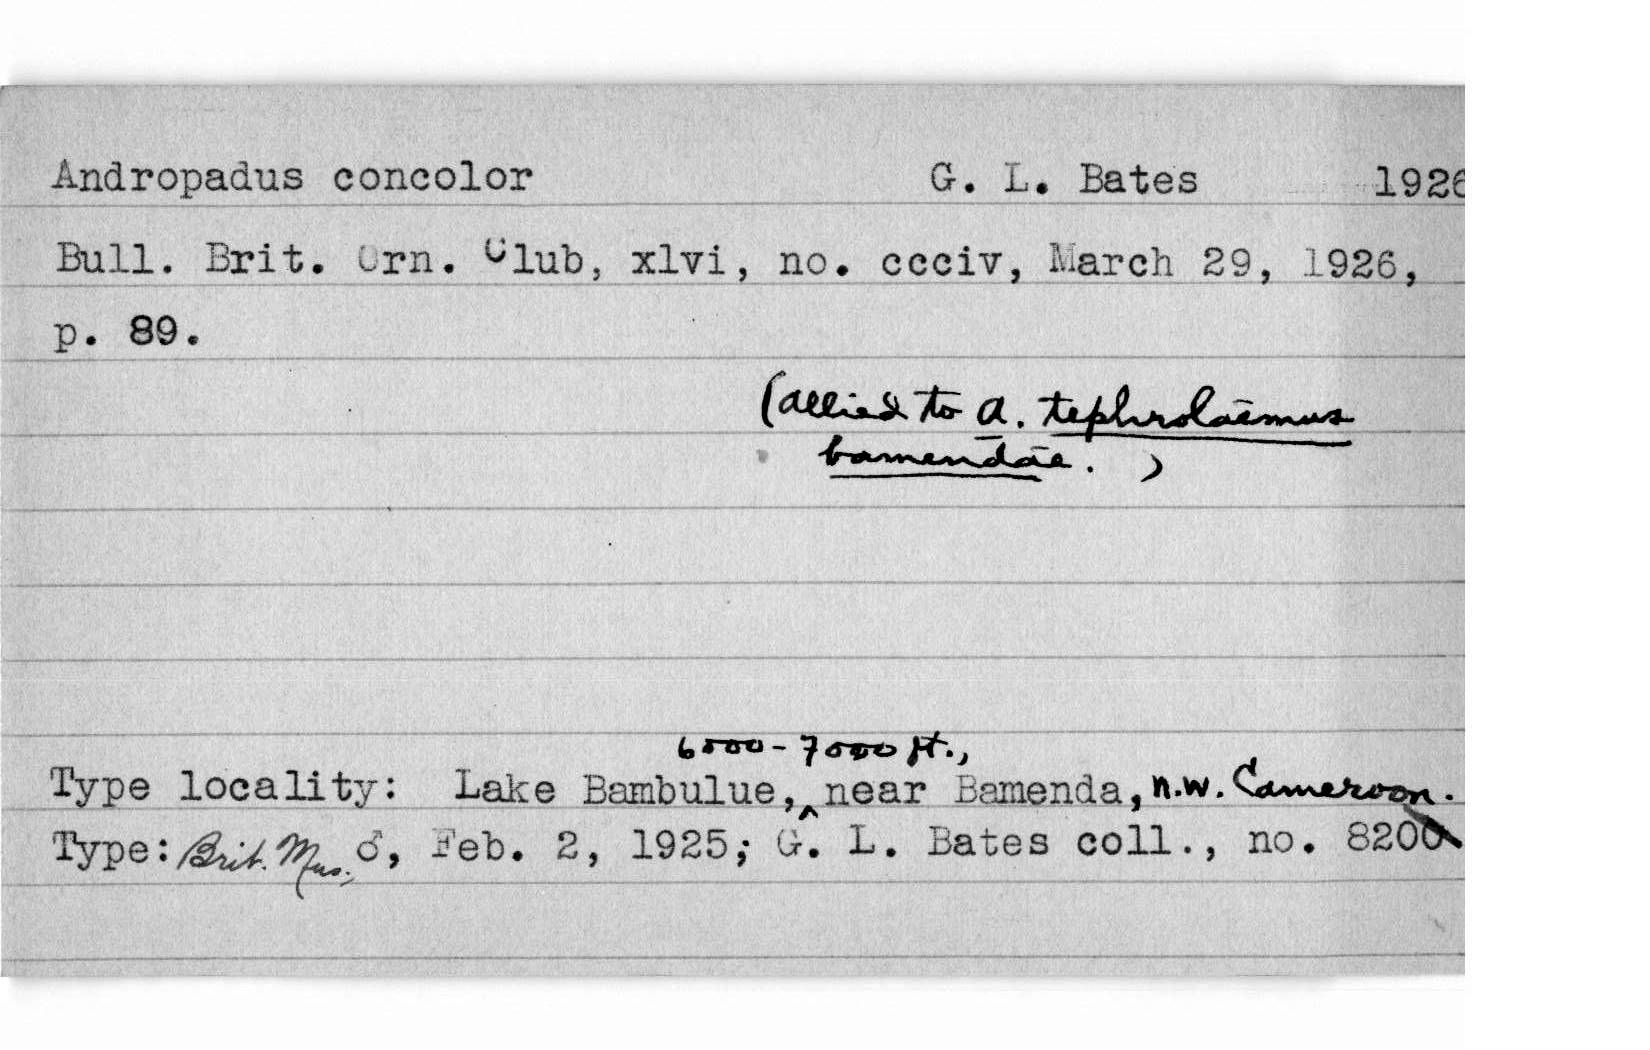 Andropadus concolor G. L. Bates 1926
Bull. Brit. Orn. Club, xlvi, no. ccciv, March 29, 1926,
p. 89.
(allied to A. tephrolaemus
bamendae. )
6000-7000 ft.,
Type locality: Lake Bambulue,^ near Bamenda, n.w. Cameroon.
Type: Brit. Mus., ♂, Feb. 2, 1925; G. L. Bates coll., no. 8200